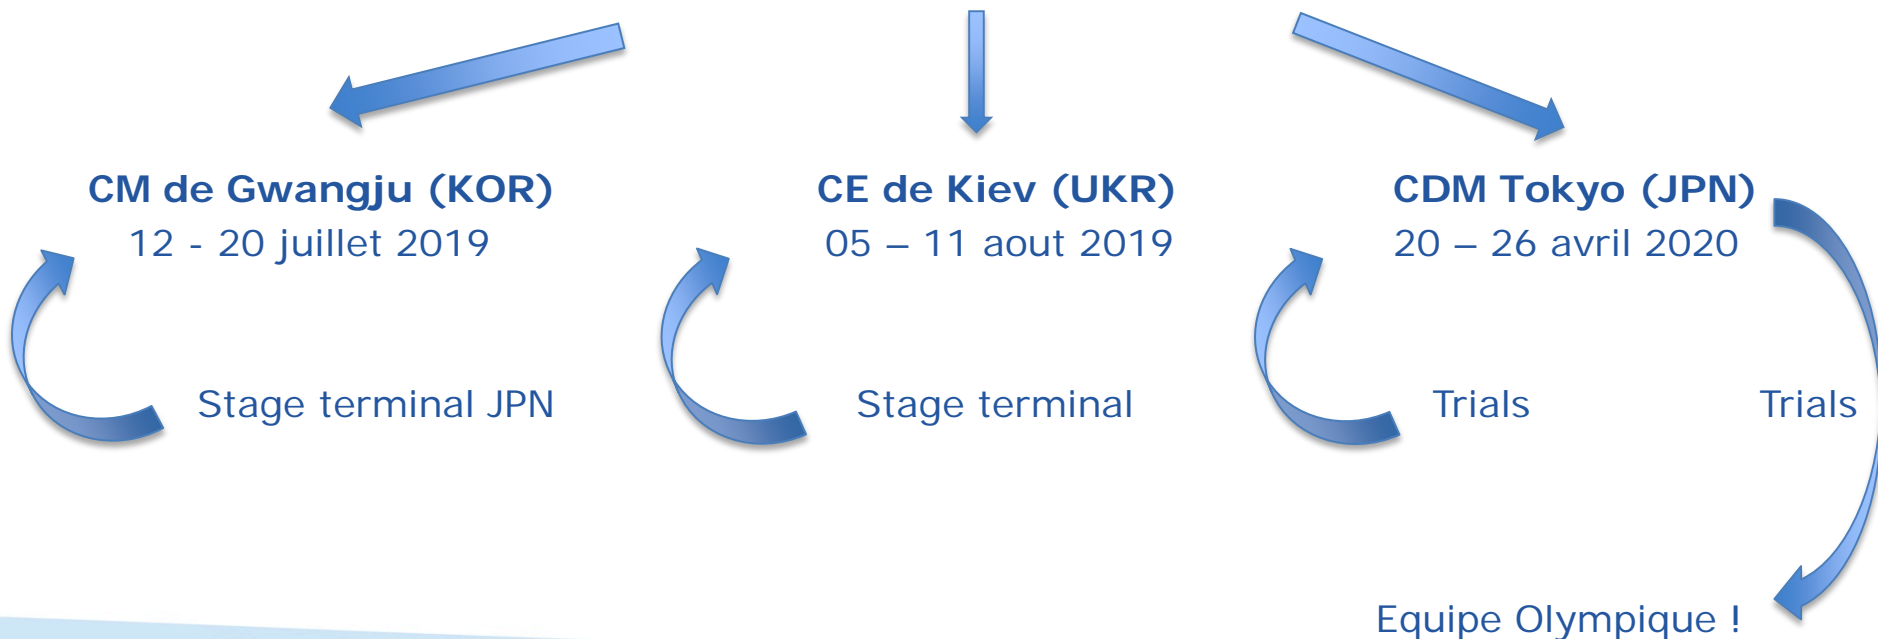 CM de Gwangju (KOR)
12 - 20 juillet 2019
Stage terminal JPN
CE de Kiev (UKR)
05 – 11 aout 2019
Stage terminal
CDM Tokyo (JPN)
20 – 26 avril 2020
Trials
Trials
Equipe Olympique !